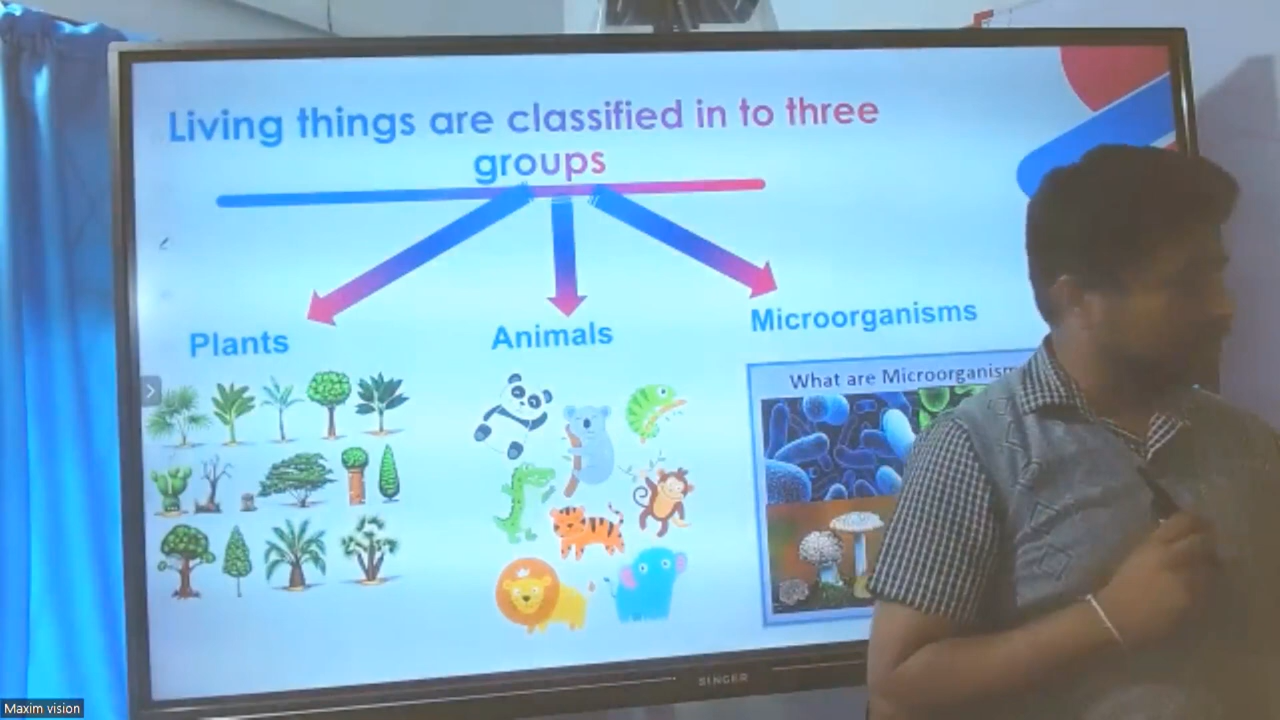 Living things are classified in to three
groups
Plants
Animals
Microorganisms
What are Microorganism
SINGER
Maxim vision